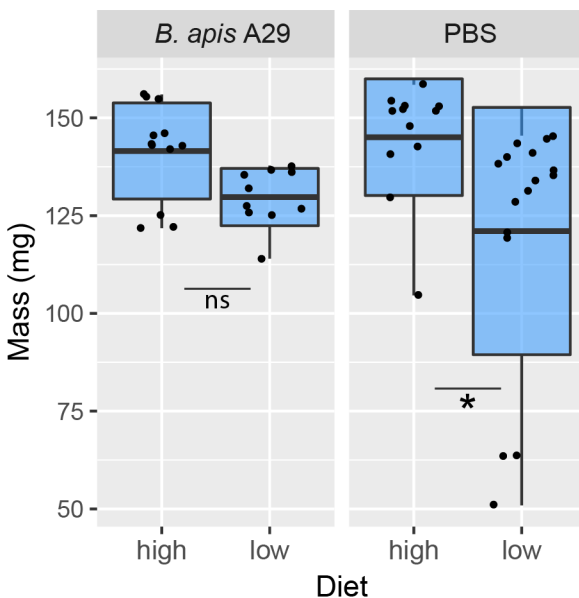 B. apis A29
PBS
Mass (mg)
150
125
100
75
50
ns
*
high
low
high
low
Diet